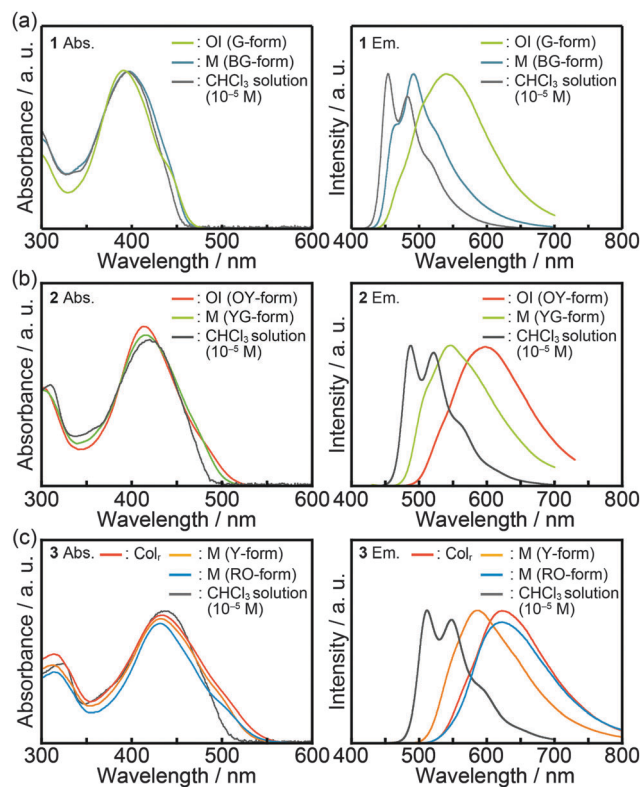 (a)
1 Abs.
: OI (G-form)
: M (BG-form)
: CHCl₃ solution
(10⁻⁵ M)
Absorbance / a. u.
300 400 500 600
Wavelength / nm
1 Em.
: OI (G-form)
: M (BG-form)
: CHCl₃ solution
(10⁻⁵ M)
Intensity / a. u.
400 500 600 700 800
Wavelength / nm
(b)
2 Abs.
: OI (OY-form)
: M (YG-form)
: CHCl₃ solution
(10⁻⁵ M)
Absorbance / a. u.
300 400 500 600
Wavelength / nm
2 Em.
: OI (OY-form)
: M (YG-form)
: CHCl₃ solution
(10⁻⁵ M)
Intensity / a. u.
400 500 600 700 800
Wavelength / nm
(c)
3 Abs.
: Colᵣ
: M (Y-form)
: M (RO-form)
: CHCl₃ solution
(10⁻⁵ M)
Absorbance / a. u.
300 400 500 600
Wavelength / nm
3 Em.
: Colᵣ
: M (Y-form)
: M (RO-form)
: CHCl₃ solution
(10⁻⁵ M)
Intensity / a. u.
400 500 600 700 800
Wavelength / nm